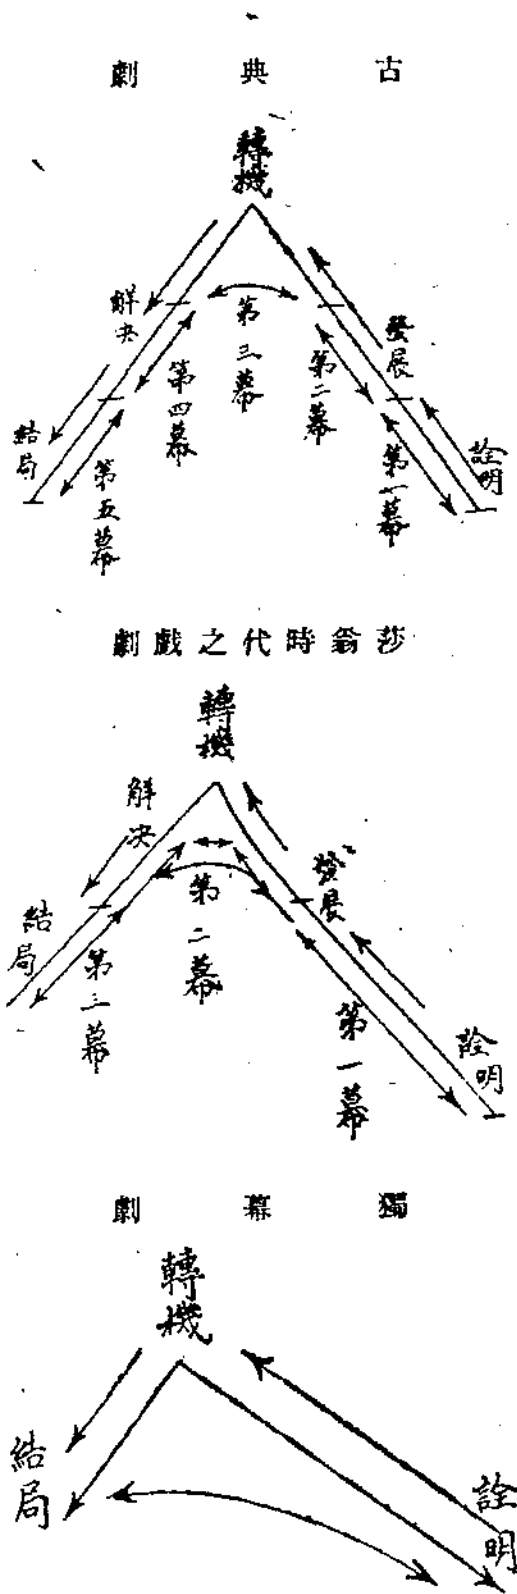 古典劇
轉機
詮明
發展
解決
結局
第一幕
第二幕
第三幕
第四幕
第五幕
莎翁時代之戲劇
轉機
詮明
發展
解決
結局
第一幕
第二幕
第三幕
獨幕劇
轉機
詮明
結局